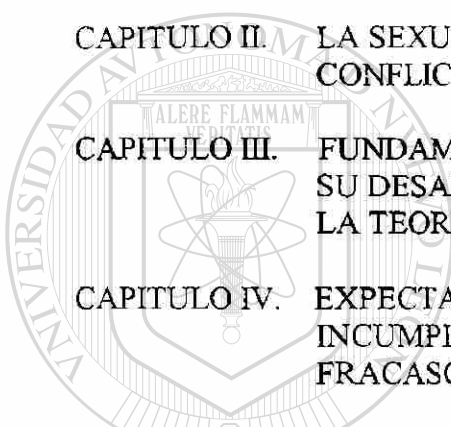 CAPITULO II. LA SEXU
CONFLIC
ALERE FLAMMAM
VERITATIS
CAPITULO III. FUNDAM
SU DESA
LA TEOR
CAPITULO IV. EXPECTA
INCUMPL
FRACASO